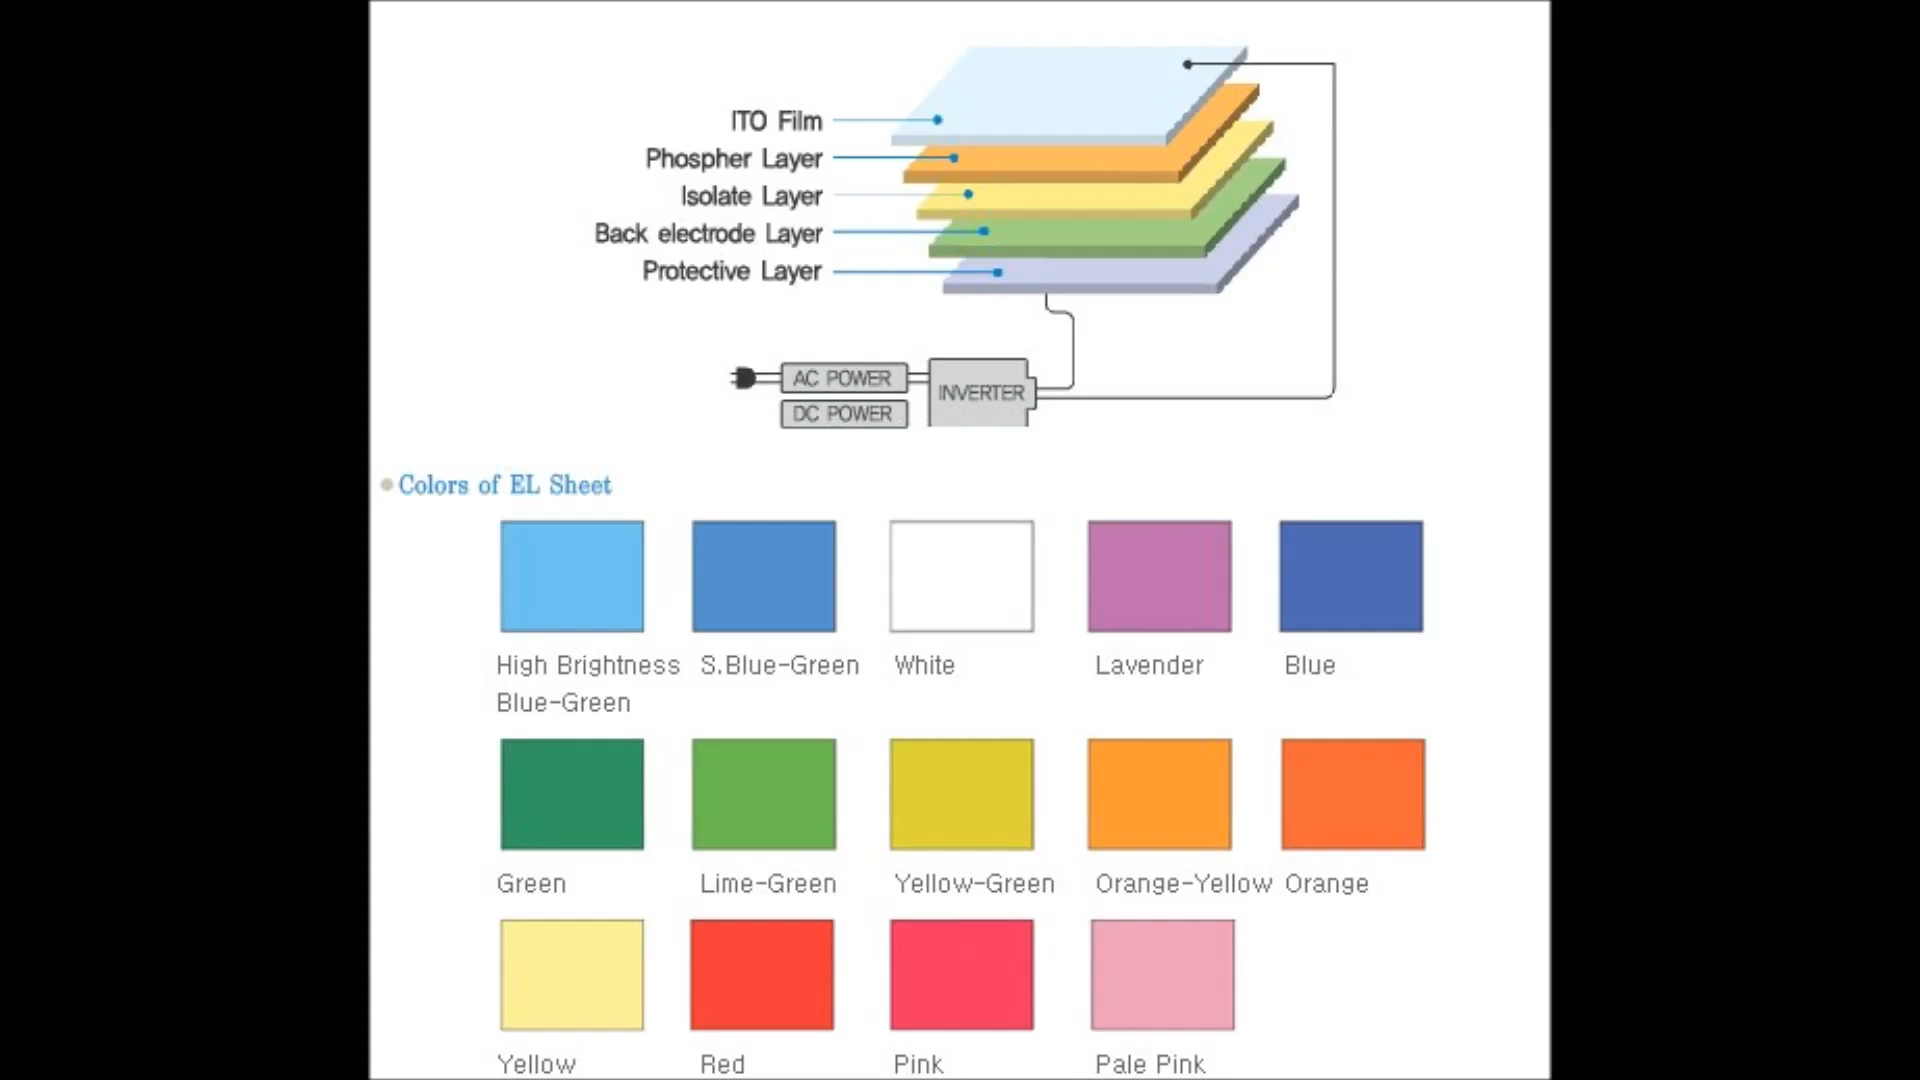 ITO Film
Phospher Layer
Isolate Layer
Back electrode Layer
Protective Layer
AC POWER
DC POWER
INVERTER
Colors of EL Sheet
High Brightness
Blue-Green
S.Blue-Green
White
Lavender
Blue
Green
Lime-Green
Yellow-Green
Orange-Yellow
Orange
Yellow
Red
Pink
Pale Pink